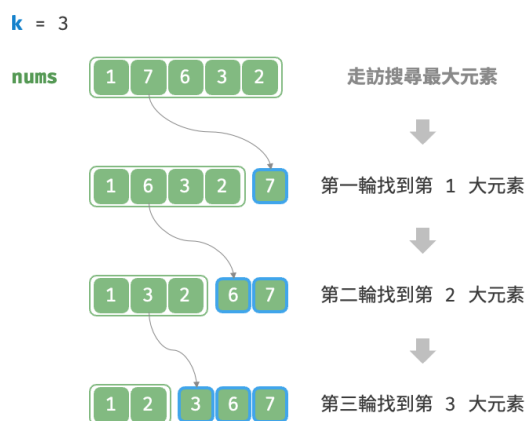 k = 3
nums 1 7 6 3 2 走訪搜尋最大元素
1 6 3 2 7 第一輪找到第 1 大元素
1 3 2 6 7 第二輪找到第 2 大元素
1 2 3 6 7 第三輪找到第 3 大元素